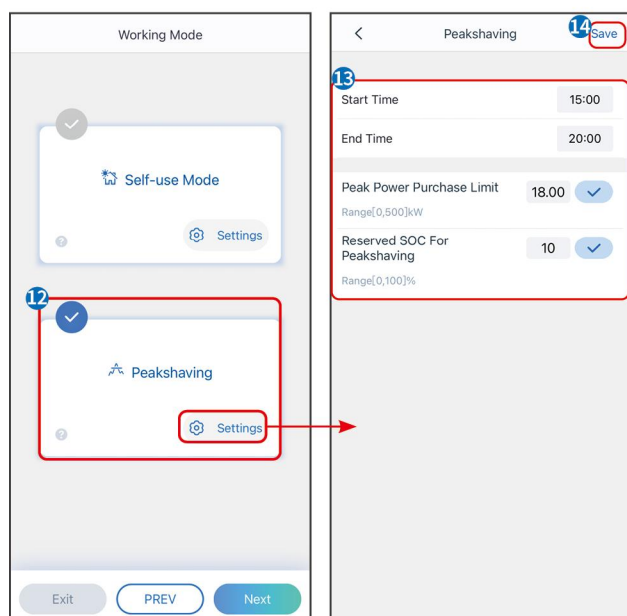 Working Mode
Self-use Mode
Settings
?
12
Peakshaving
Settings
?
Exit
PREV
Next
Peakshaving
14
Save
13
Start Time
15:00
End Time
20:00
Peak Power Purchase Limit
18.00
Range[0,500]kW
Reserved SOC For
Peakshaving
10
Range[0,100]%